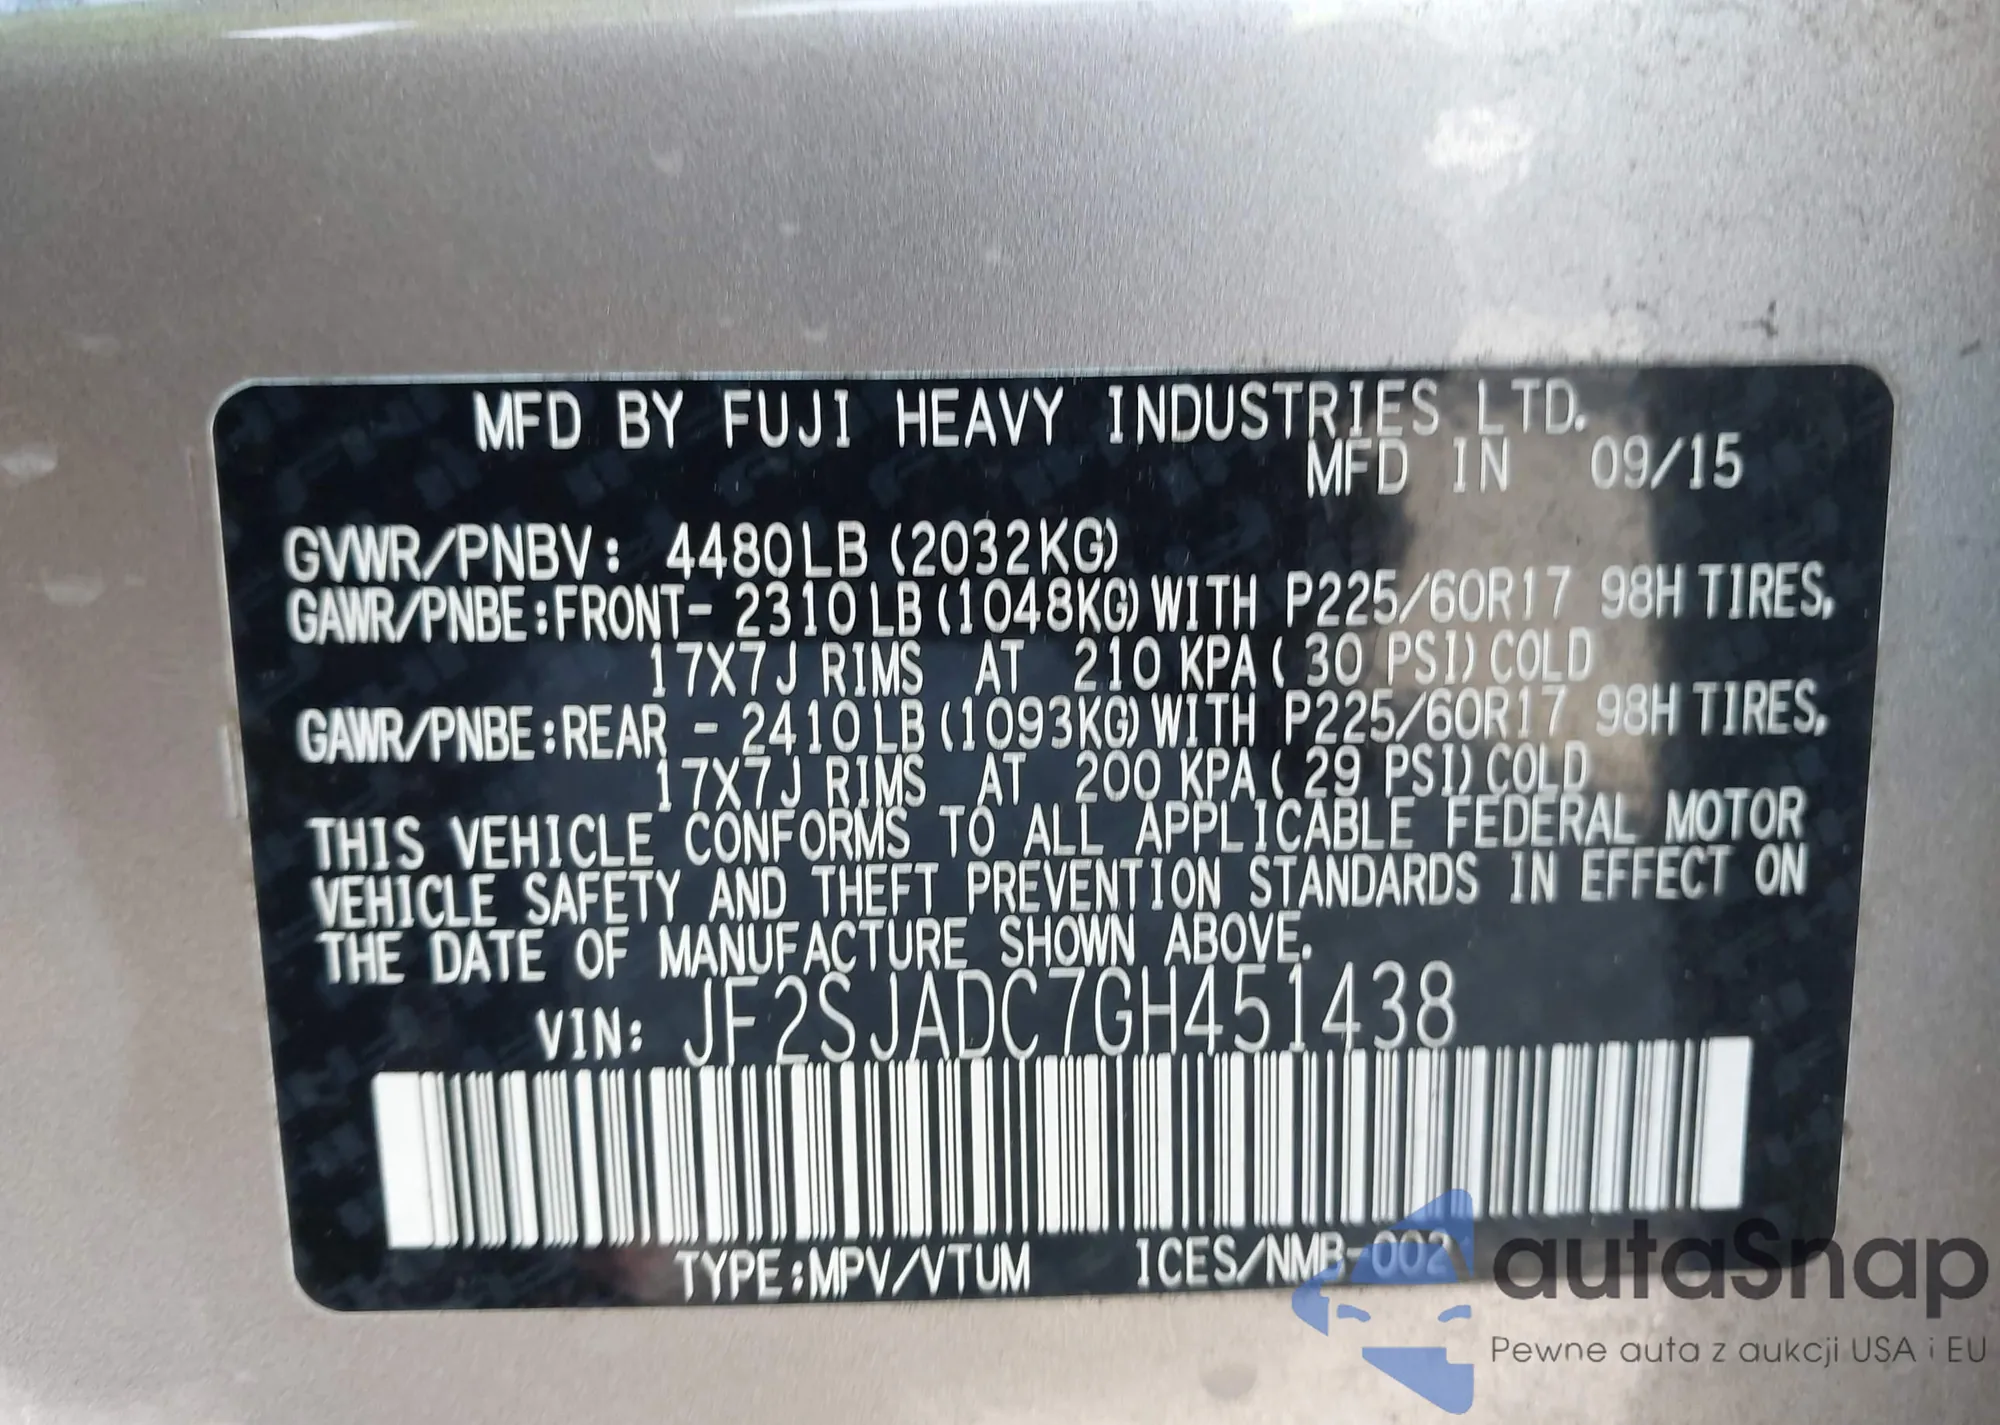 MFD BY FUJI HEAVY INDUSTRIES LTD.
MFD IN 09/15
GVWR/PNBV: 4480LB (2032KG)
GAWR/PNBE:FRONT- 2310LB(1048KG)WITH P225/60R17 98H TIRES,
17X7J RIMS AT 210 KPA( 30 PSI)COLD
GAWR/PNBE:REAR - 2410LB(1093KG)WITH P225/60R17 98H TIRES,
17X7J RIMS AT 200 KPA( 29 PSI)COLD
THIS VEHICLE CONFORMS TO ALL APPLICABLE FEDERAL MOTOR
VEHICLE SAFETY AND THEFT PREVENTION STANDARDS IN EFFECT ON
THE DATE OF MANUFACTURE SHOWN ABOVE.
VIN: JF2SJADC7GH451438
TYPE:MPV/VTUM ICES/NMB-002
autaSnap
Pewne auta z aukcji USA i EU